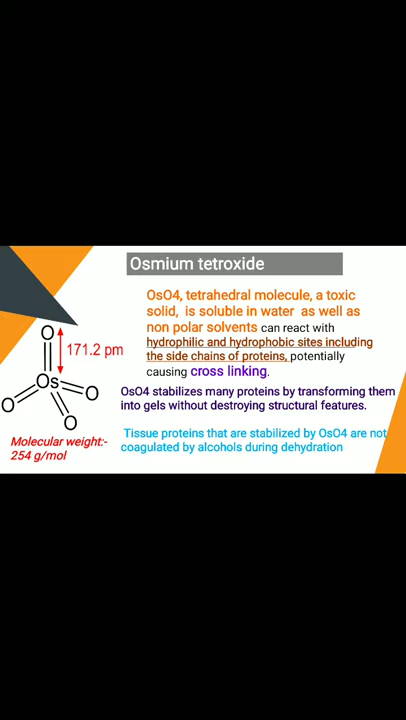 Osmium tetroxide
OsO4, tetrahedral molecule, a toxic
solid, is soluble in water as well as
non polar solvents can react with
hydrophilic and hydrophobic sites including
the side chains of proteins, potentially
causing cross linking.
OsO4 stabilizes many proteins by transforming them
into gels without destroying structural features.
Tissue proteins that are stabilized by OsO4 are not
coagulated by alcohols during dehydration
O
171.2 pm
Os
O
O
O
Molecular weight:-
254 g/mol